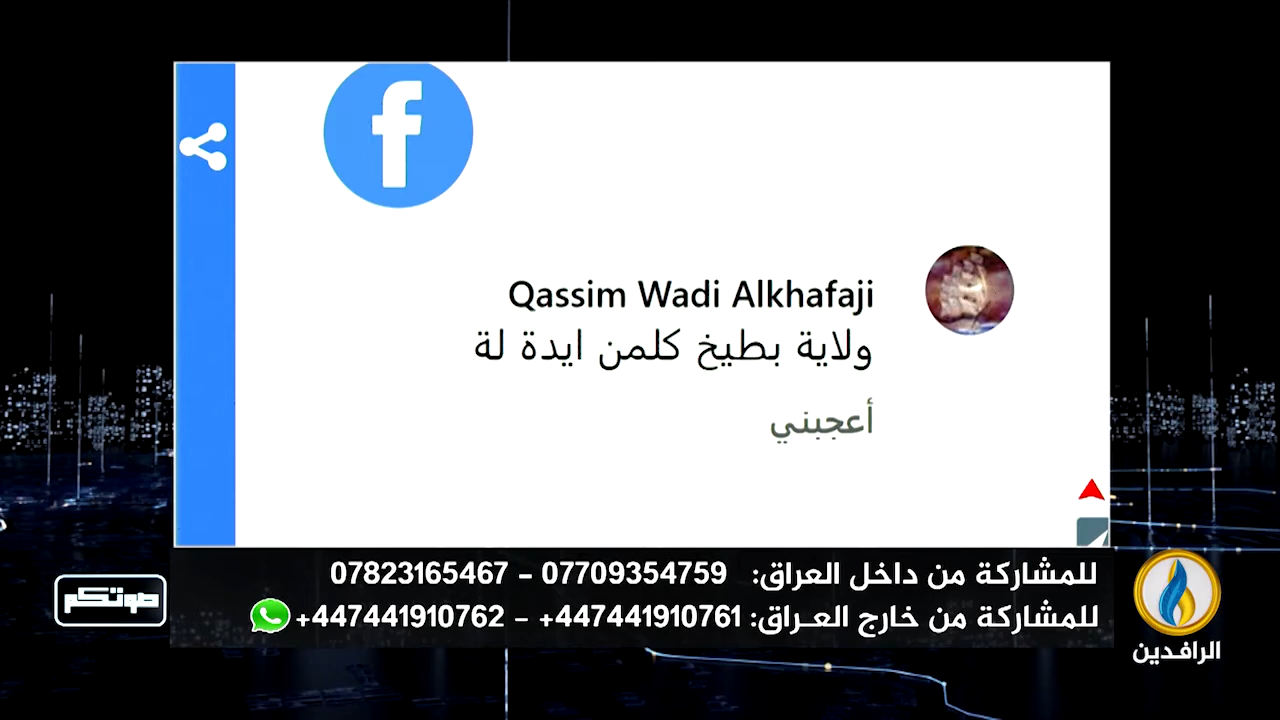 f
Qassim Wadi Alkhafaji
ولاية بطيخ كلمن ايدة لة
أعجبني
للمشاركة من داخل العراق: 07709354759 - 07823165467
للمشاركة من خارج العـراق: 447441910761+ - 447441910762+
صوتكم
الرافدين